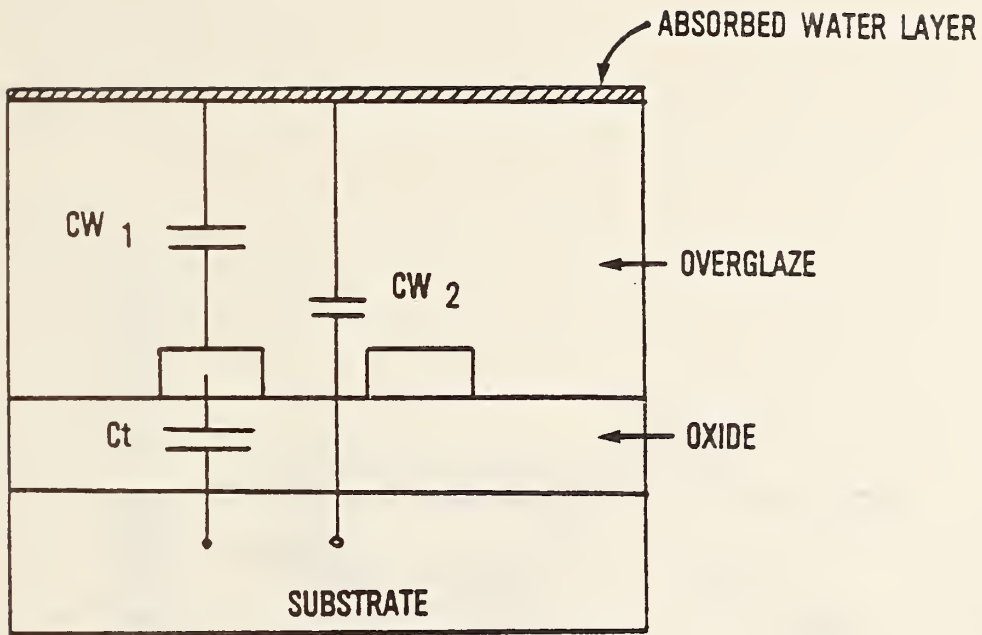 ABSORBED WATER LAYER
CW 1
OVERGLAZE
CW 2
Ct
OXIDE
SUBSTRATE